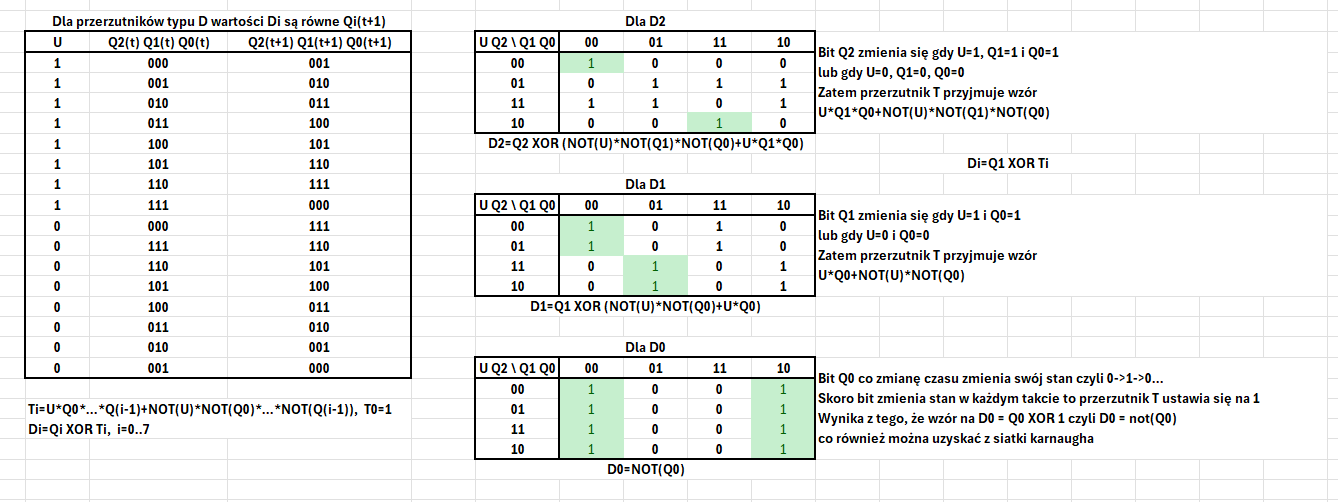 Dla przerzutników typu D wartości Di są równe Qi(t+1)
U Q2(t) Q1(t) Q0(t) Q2(t+1) Q1(t+1) Q0(t+1)
1 000 001
1 001 010
1 010 011
1 011 100
1 100 101
1 101 110
1 110 111
1 111 000
0 000 111
0 111 110
0 110 101
0 101 100
0 100 011
0 011 010
0 010 001
0 001 000
Ti=U*Q0*...*Q(i-1)+NOT(U)*NOT(Q0)*...*NOT(Q(i-1)), T0=1
Di=Qi XOR Ti, i=0..7
Dla D2
U Q2 \ Q1 Q0 00 01 11 10
00 1 0 0 0
01 0 1 1 1
11 1 1 0 1
10 0 0 1 0
D2=Q2 XOR (NOT(U)*NOT(Q1)*NOT(Q0)+U*Q1*Q0)
Bit Q2 zmienia się gdy U=1, Q1=1 i Q0=1
lub gdy U=0, Q1=0, Q0=0
Zatem przerzutnik T przyjmuje wzór
U*Q1*Q0+NOT(U)*NOT(Q1)*NOT(Q0)
Di=Q1 XOR Ti
Dla D1
U Q2 \ Q1 Q0 00 01 11 10
00 1 0 1 0
01 1 0 1 0
11 0 1 0 1
10 0 1 0 1
D1=Q1 XOR (NOT(U)*NOT(Q0)+U*Q0)
Bit Q1 zmienia się gdy U=1 i Q0=1
lub gdy U=0 i Q0=0
Zatem przerzutnik T przyjmuje wzór
U*Q0+NOT(U)*NOT(Q0)
Dla D0
U Q2 \ Q1 Q0 00 01 11 10
00 1 0 0 1
01 1 0 0 1
11 1 0 0 1
10 1 0 0 1
D0=NOT(Q0)
Bit Q0 co zmianę czasu zmienia swój stan czyli 0->1->0...
Skoro bit zmienia stan w każdym takcie to przerzutnik T ustawia się na 1
Wynika z tego, że wzór na D0 = Q0 XOR 1 czyli D0 = not(Q0)
co również można uzyskać z siatki karnaugha